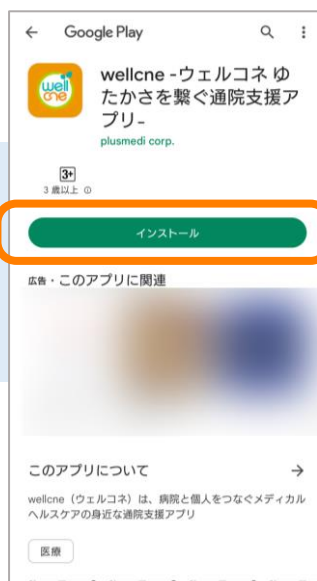 Google Play
well
cne
wellcne -ウェルコネ ゆ
たかさを繋ぐ通院支援ア
プリ-
plusmedi corp.
3+
3 歳以上
インストール
広告・このアプリに関連
このアプリについて
wellcne（ウェルコネ）は、病院と個人をつなぐメディカル
ヘルスケアの身近な通院支援アプリ
医療